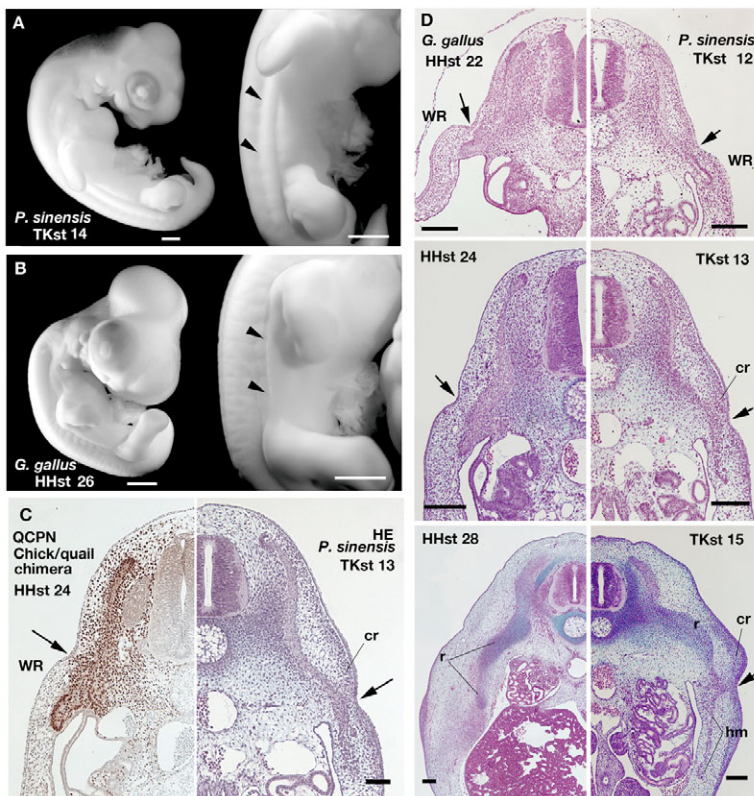 A
P. sinensis
TKst 14
B
G. gallus
HHst 26
C
QCPN
Chick/quail
chimera
HHst 24
WR
HE
P. sinensis
TKst 13
cr
D
G. gallus
HHst 22
WR
P. sinensis
TKst 12
WR
HHst 24
TKst 13
cr
HHst 28
r
TKst 15
r
cr
hm